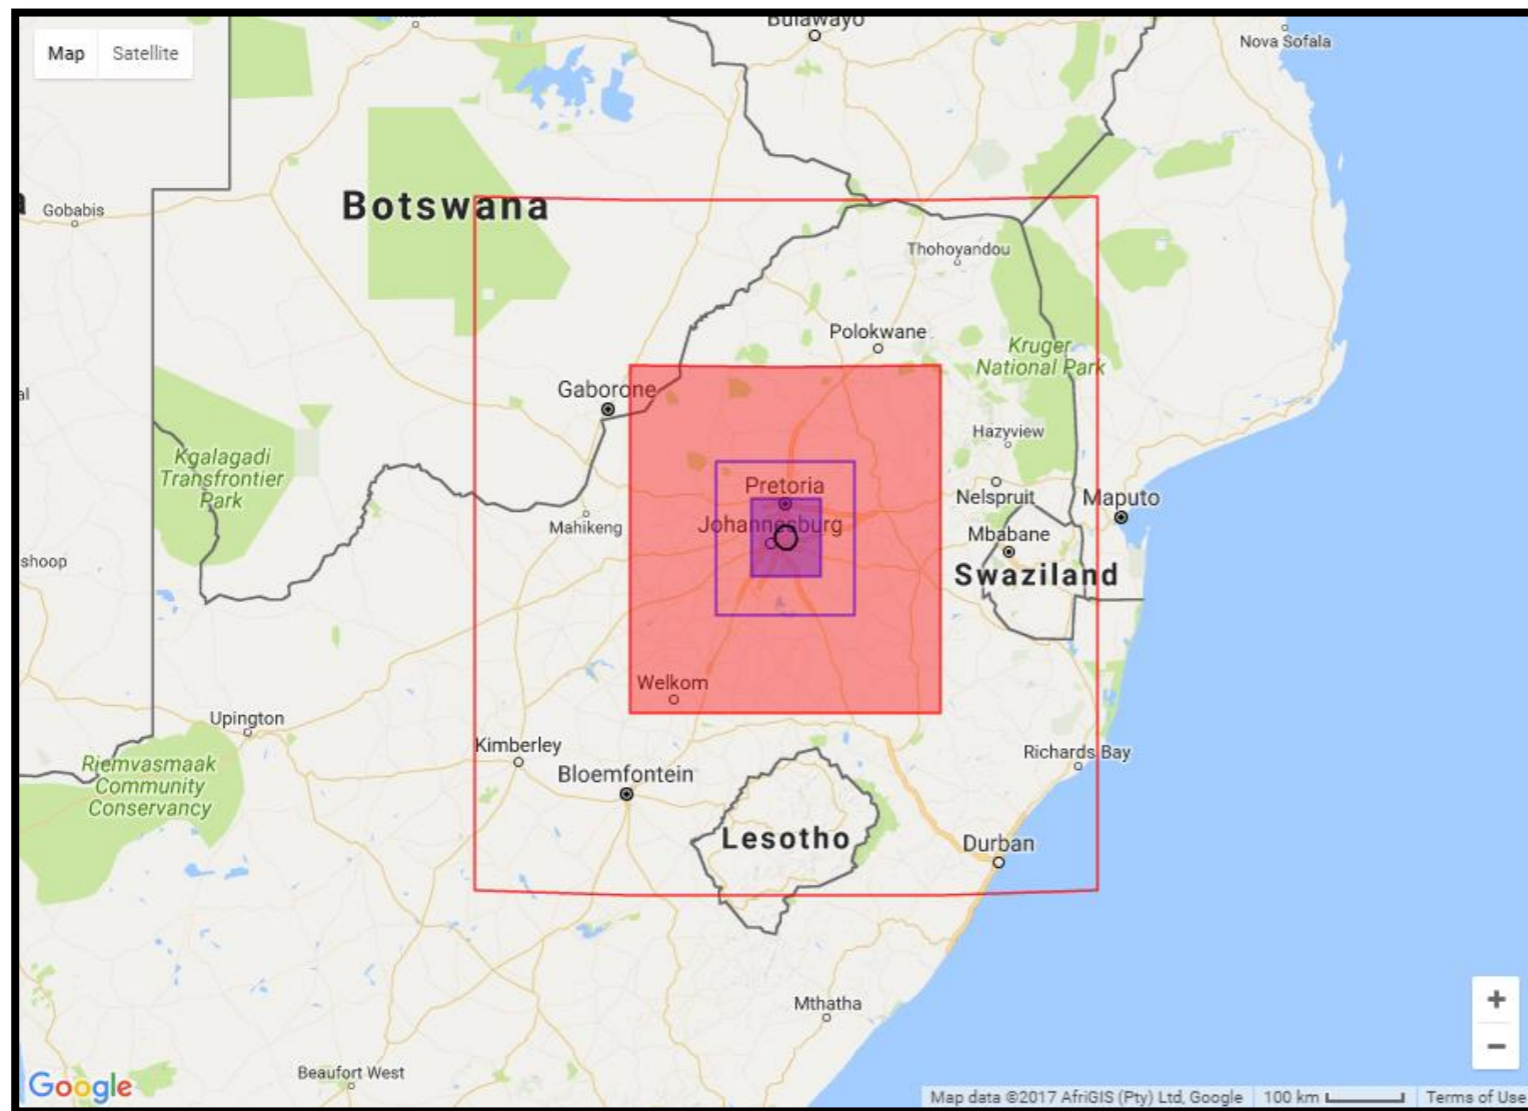 Bulawayo
Nova Sofala
Map
Satellite
Botswana
Gobabis
Thohoyandou
Polokwane
Kruger
National Park
Gaborone
Hazyview
Kgalagadi
Transfrontier
Park
Pretoria
Nelspruit
Maputo
Mahikeng
Johannesburg
Mbabane
shoop
Swaziland
Welkom
Upington
Kimberley
Richards Bay
Riemvasmaak
Community
Conservancy
Bloemfontein
Lesotho
Durban
Mthatha
+
−
Beaufort West
Google
Map data ©2017 AfriGIS (Pty) Ltd, Google
100 km
Terms of Use